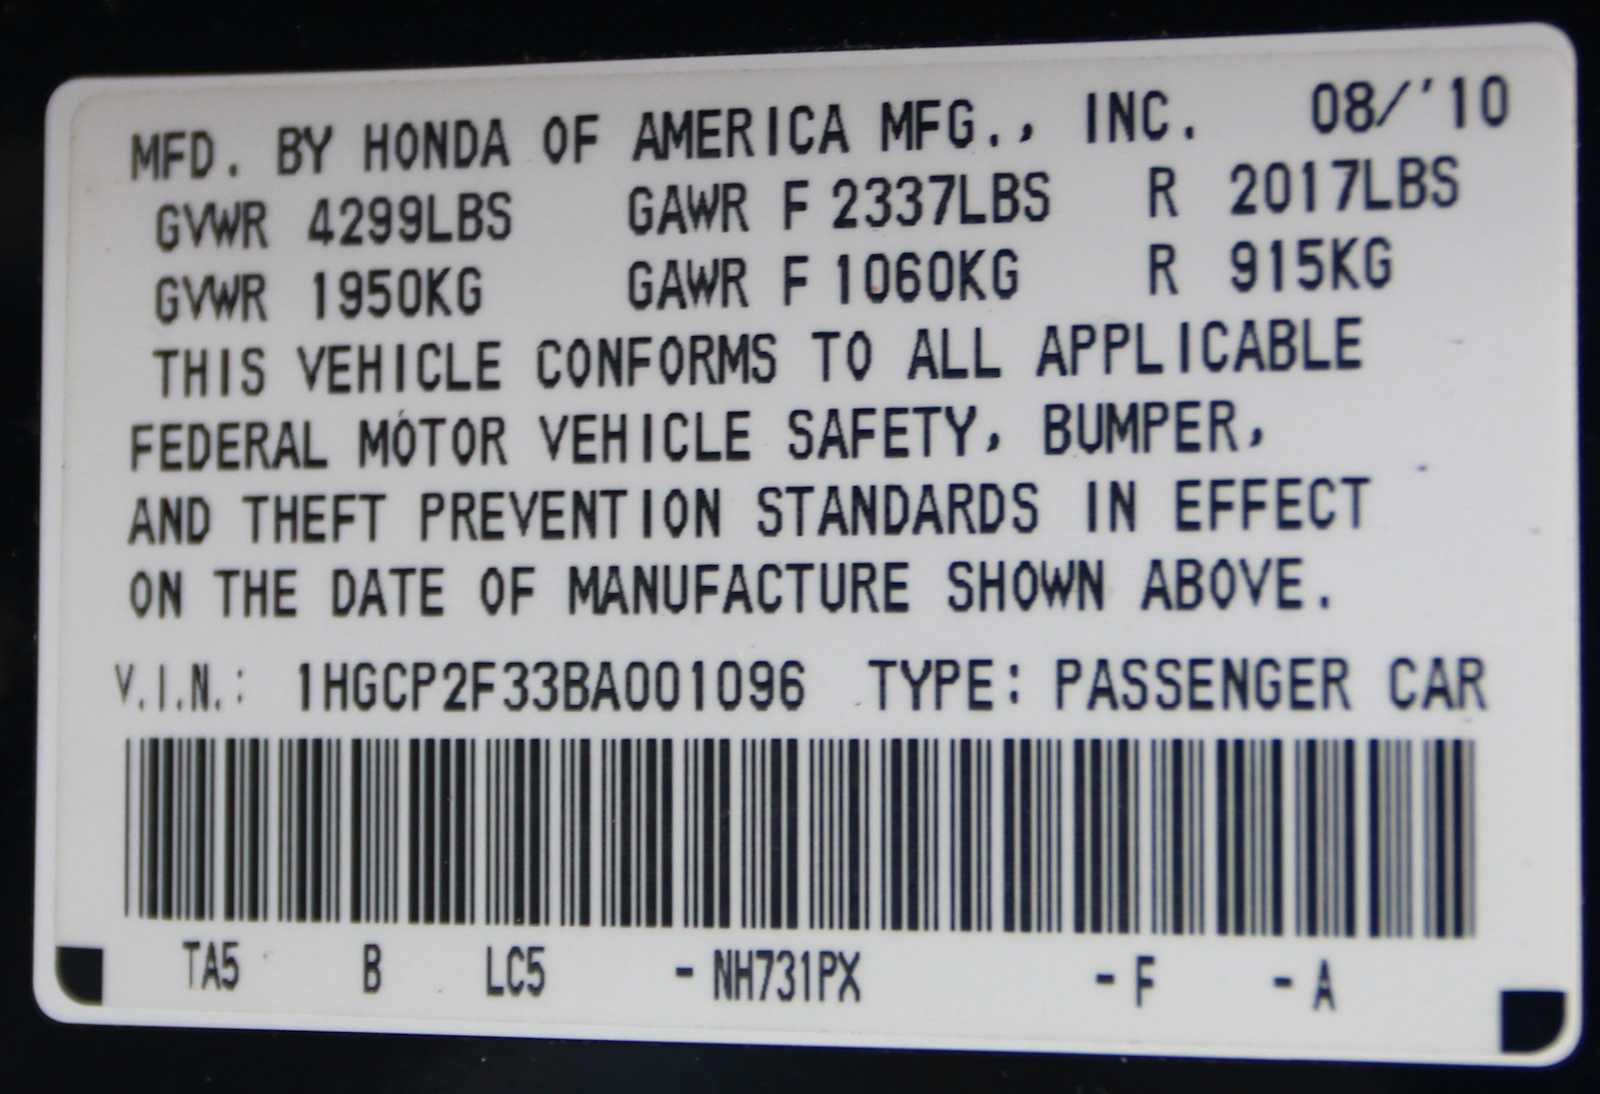 MFD. BY HONDA OF AMERICA MFG., INC. 08/'10
GVWR 4299LBS GAWR F 2337LBS R 2017LBS
GVWR 1950KG GAWR F 1060KG R 915KG
THIS VEHICLE CONFORMS TO ALL APPLICABLE
FEDERAL MOTOR VEHICLE SAFETY, BUMPER,
AND THEFT PREVENTION STANDARDS IN EFFECT
ON THE DATE OF MANUFACTURE SHOWN ABOVE.
V.I.N.: 1HGCP2F33BA001096 TYPE: PASSENGER CAR
TA5 B LC5 - NH731PX - F - A